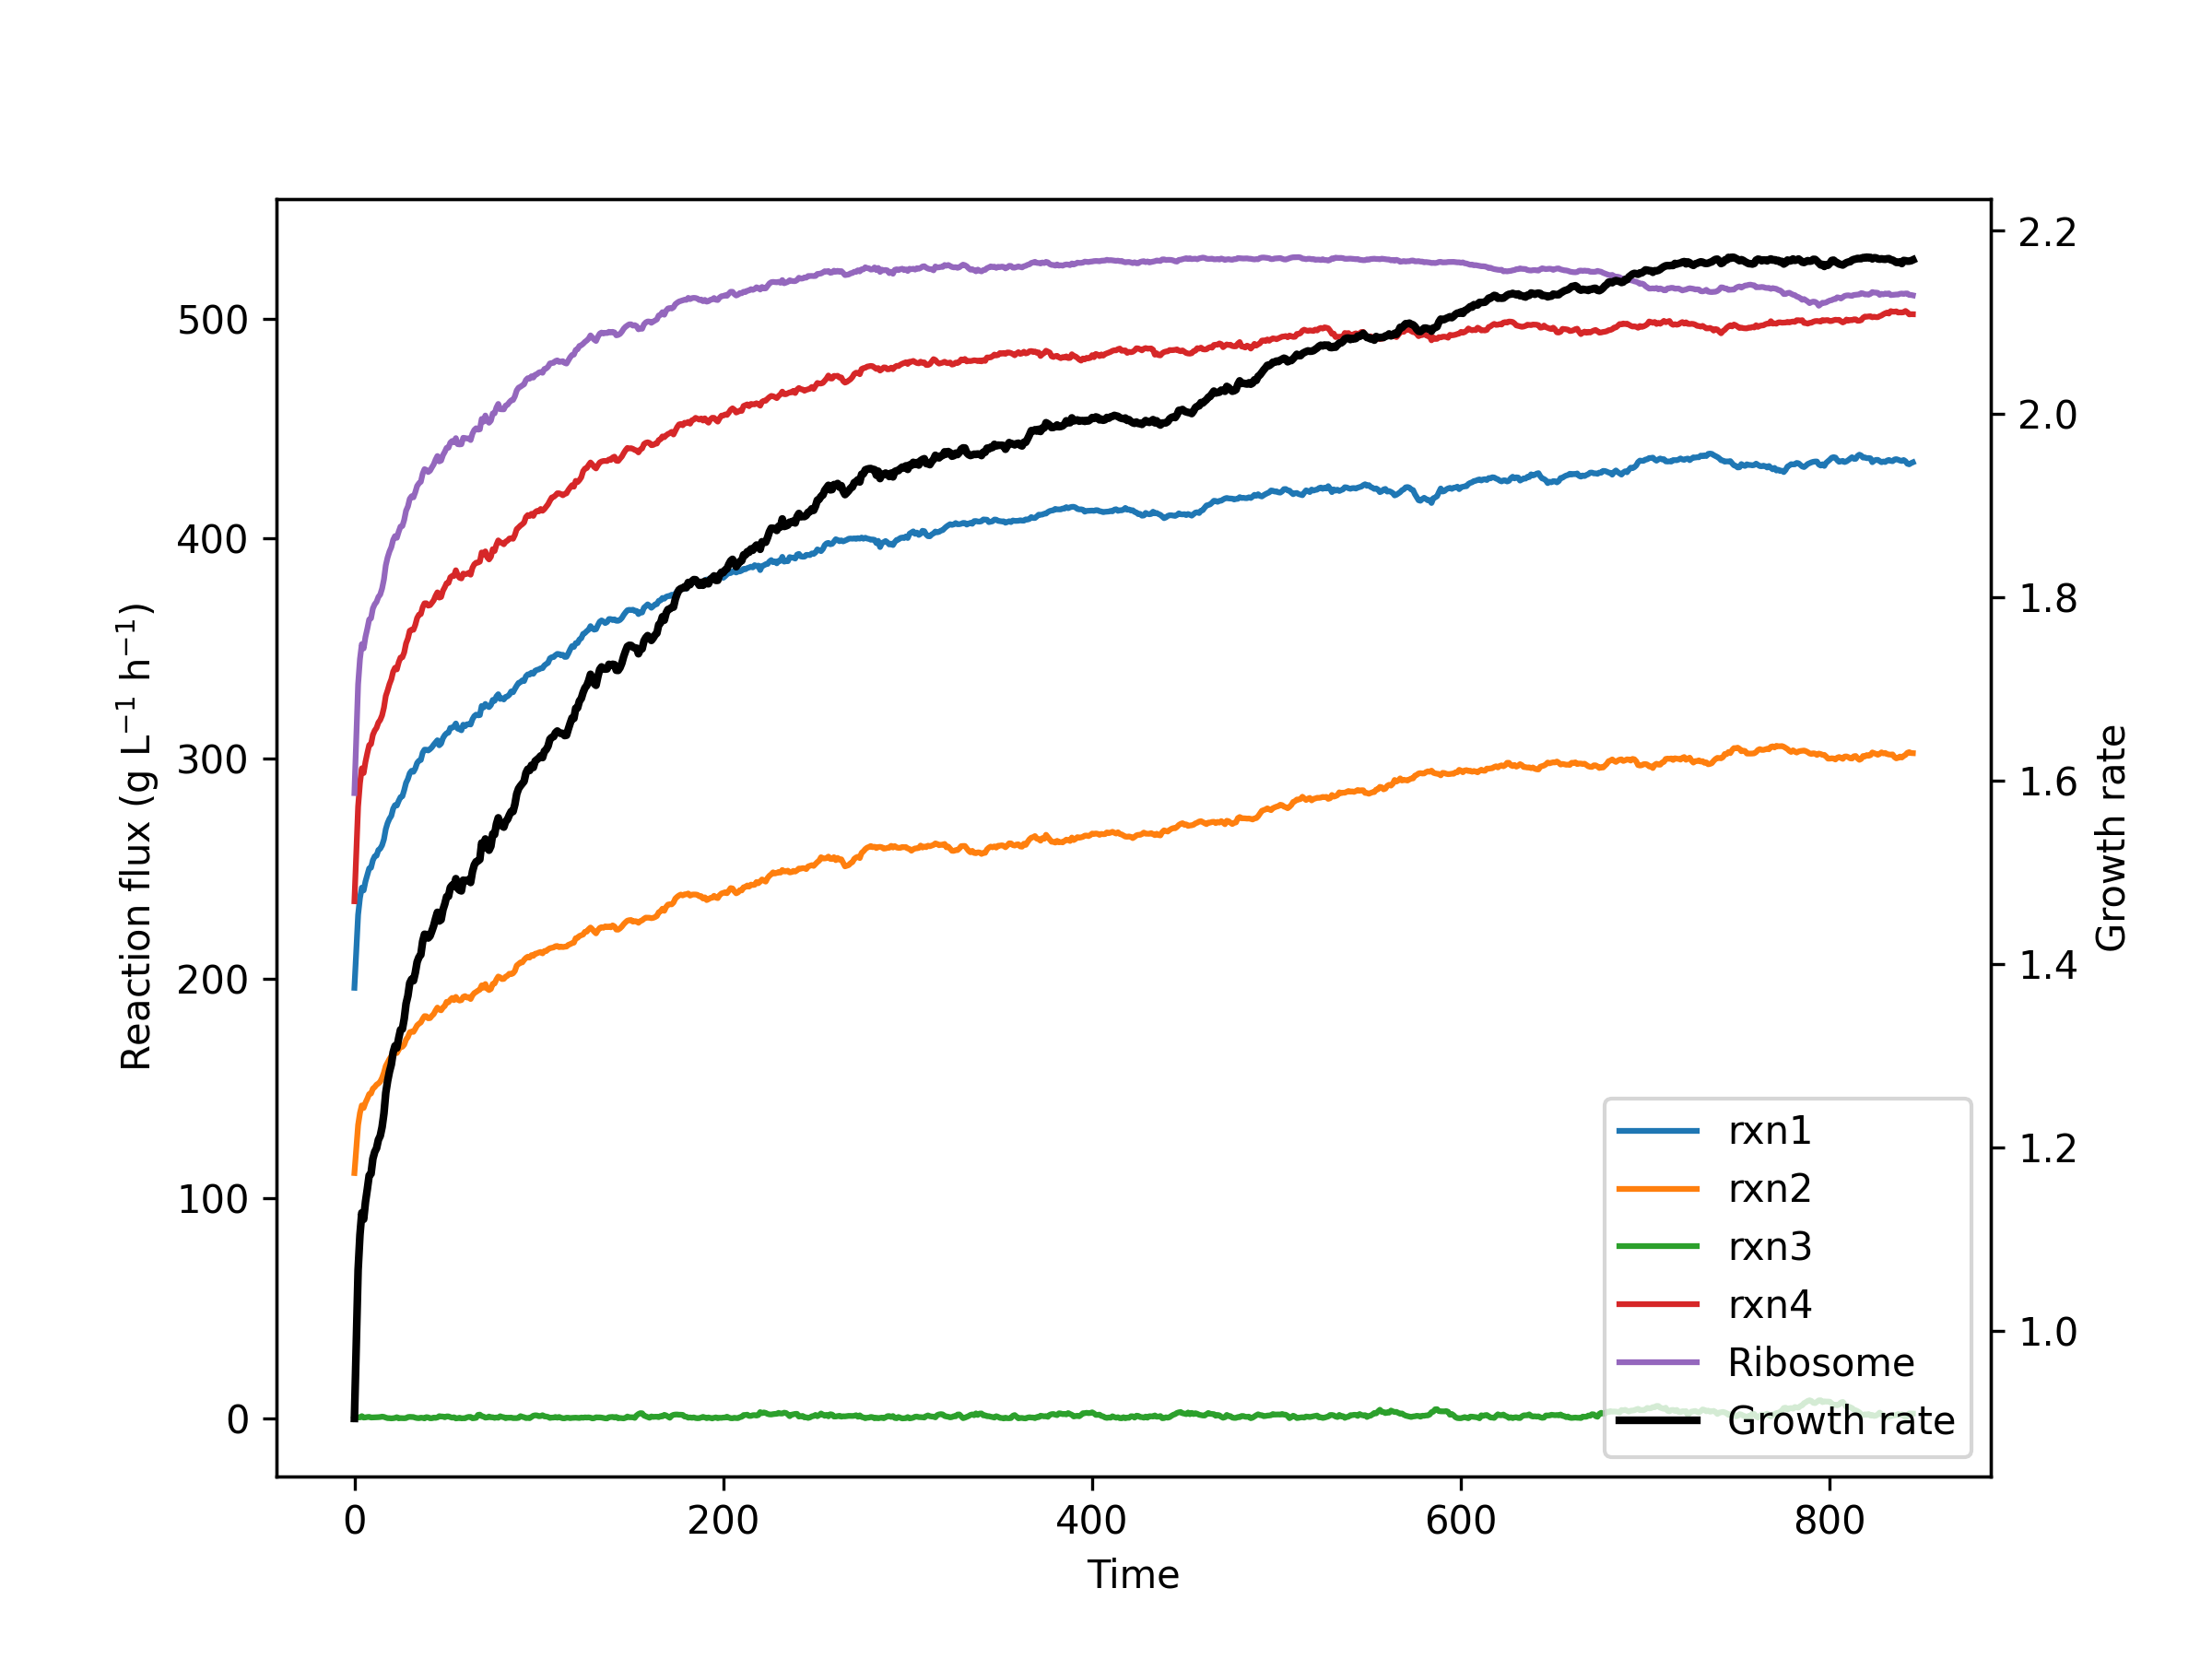 Reaction flux (g L⁻¹ h⁻¹)
500
400
300
200
100
0
2.2
2.0
1.8
1.6
1.4
1.2
1.0
Growth rate
rxn1
rxn2
rxn3
rxn4
Ribosome
Growth rate
0 200 400 600 800
Time